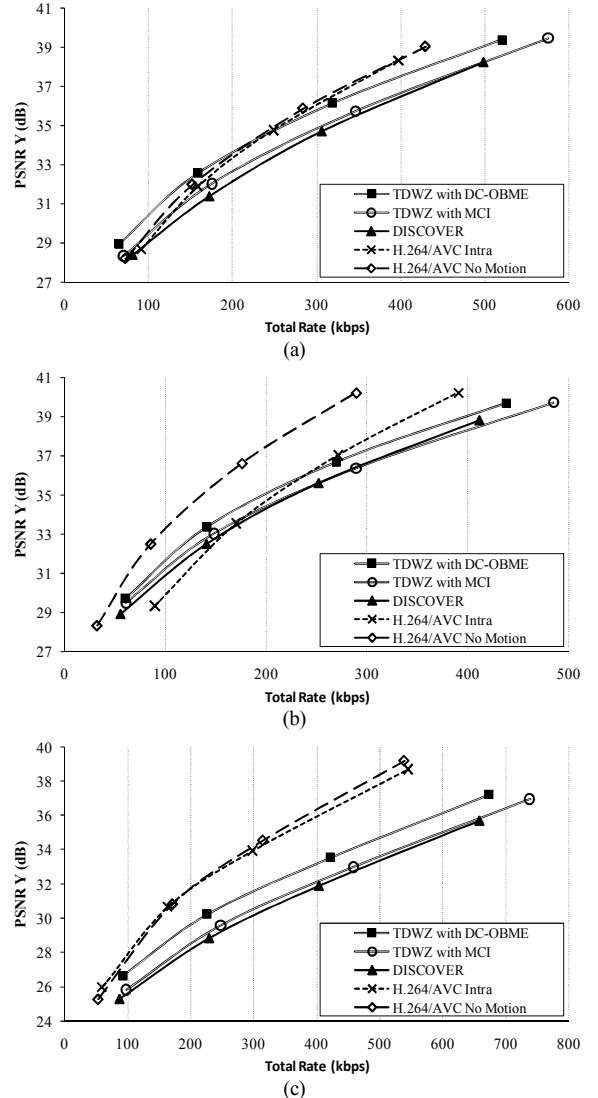 41
39
37
35
33
31
29
27
PSNR Y (dB)
TDWZ with DC-OBME
TDWZ with MCI
DISCOVER
H.264/AVC Intra
H.264/AVC No Motion
0 100 200 300 400 500 600
Total Rate (kbps)
(a)
41
39
37
35
33
31
29
27
PSNR Y (dB)
TDWZ with DC-OBME
TDWZ with MCI
DISCOVER
H.264/AVC Intra
H.264/AVC No Motion
0 100 200 300 400 500
Total Rate (kbps)
(b)
40
38
36
34
32
30
28
26
24
PSNR Y (dB)
TDWZ with DC-OBME
TDWZ with MCI
DISCOVER
H.264/AVC Intra
H.264/AVC No Motion
0 100 200 300 400 500 600 700 800
Total Rate (kbps)
(c)